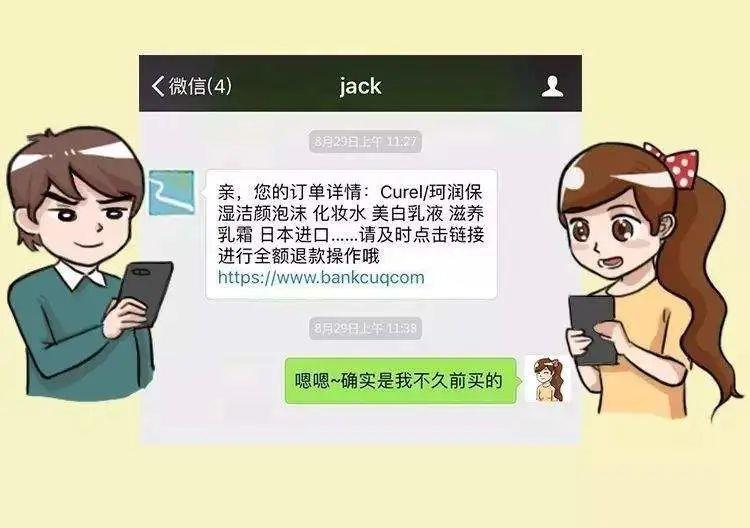 微信(4)
jack
8月29日上午 11:27
亲，您的订单详情：Curel/珂润保
湿洁颜泡沫 化妆水 美白乳液 滋养
乳霜 日本进口......请及时点击链接
进行全额退款操作哦
https://www.bankcuqcom
8月29日上午 11:38
嗯嗯~确实是我不久前买的